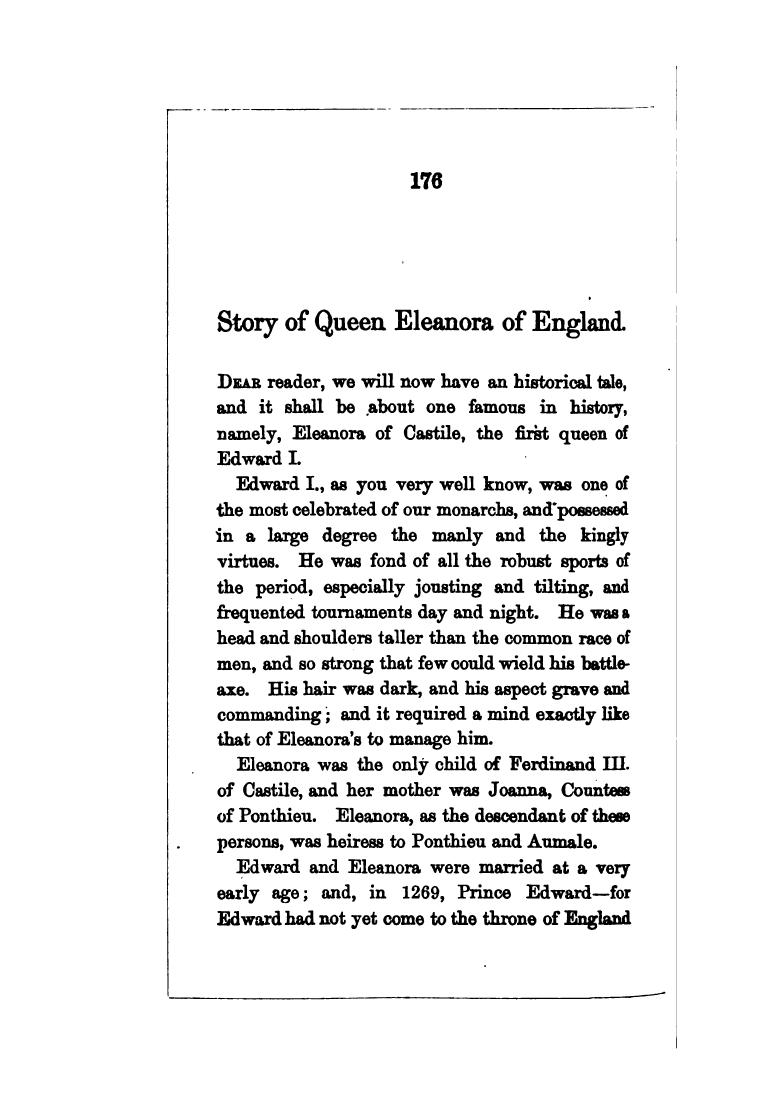 176
Story of Queen Eleanora of England.
DEAR reader, we will now have an historical tale,
and it shall be about one famous in history,
namely, Eleanora of Castile, the first queen of
Edward I.
Edward I., as you very well know, was one of
the most celebrated of our monarchs, and possessed
in a large degree the manly and the kingly
virtues. He was fond of all the robust sports of
the period, especially jousting and tilting, and
frequented tournaments day and night. He was a
head and shoulders taller than the common race of
men, and so strong that few could wield his battle-
axe. His hair was dark, and his aspect grave and
commanding; and it required a mind exactly like
that of Eleanora's to manage him.
Eleanora was the only child of Ferdinand III.
of Castile, and her mother was Joanna, Countess
of Ponthieu. Eleanora, as the descendant of these
persons, was heiress to Ponthieu and Aumale.
Edward and Eleanora were married at a very
early age; and, in 1269, Prince Edward—for
Edward had not yet come to the throne of England